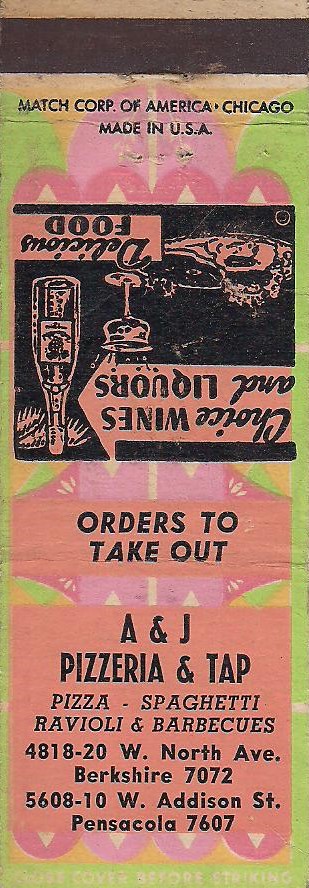 MATCH CORP. OF AMERICA • CHICAGO
MADE IN U.S.A.
Choice WINES
and LIQUORS
Delicious
FOOD
ORDERS TO
TAKE OUT
A & J
PIZZERIA & TAP
PIZZA - SPAGHETTI
RAVIOLI & BARBECUES
4818-20 W. North Ave.
Berkshire 7072
5608-10 W. Addison St.
Pensacola 7607
CLOSE COVER BEFORE STRIKING